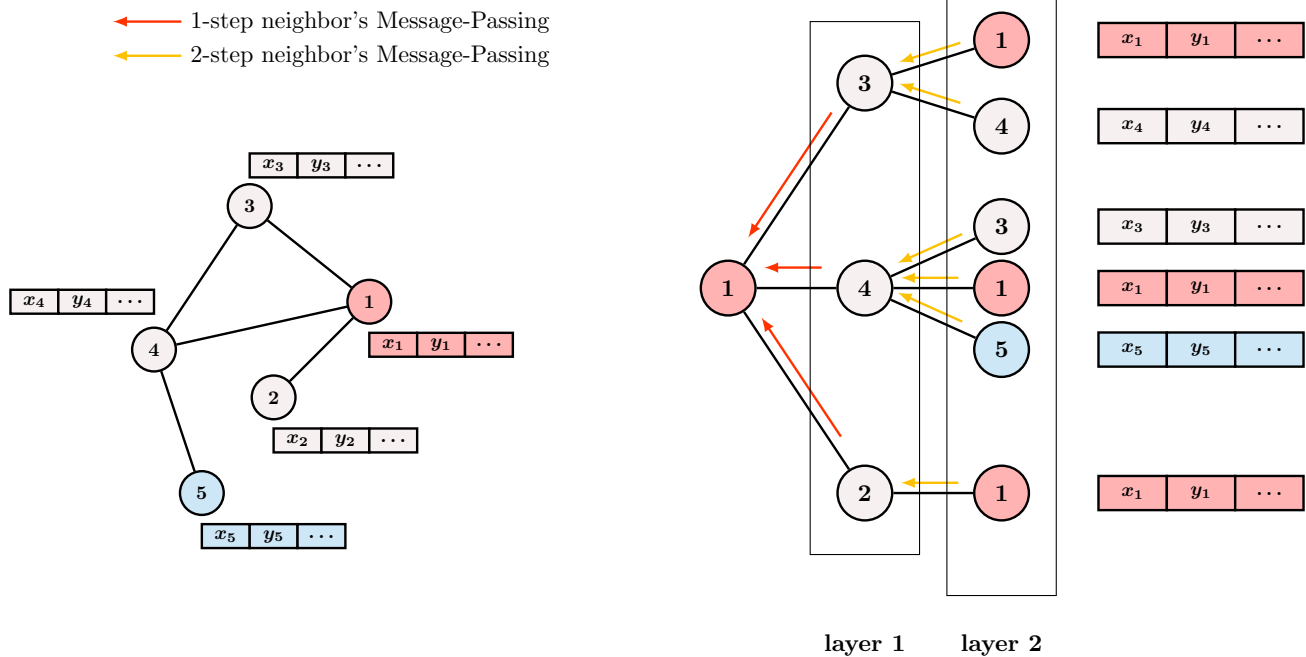 1-step neighbor's Message-Passing
2-step neighbor's Message-Passing
x₃ y₃ ···
3
x₄ y₄ ···
1
x₁ y₁ ···
4
2
x₂ y₂ ···
5
x₅ y₅ ···
1 x₁ y₁ ···
3
4 x₄ y₄ ···
3 x₃ y₃ ···
1 4 1 x₁ y₁ ···
5 x₅ y₅ ···
2 1 x₁ y₁ ···
layer 1 layer 2